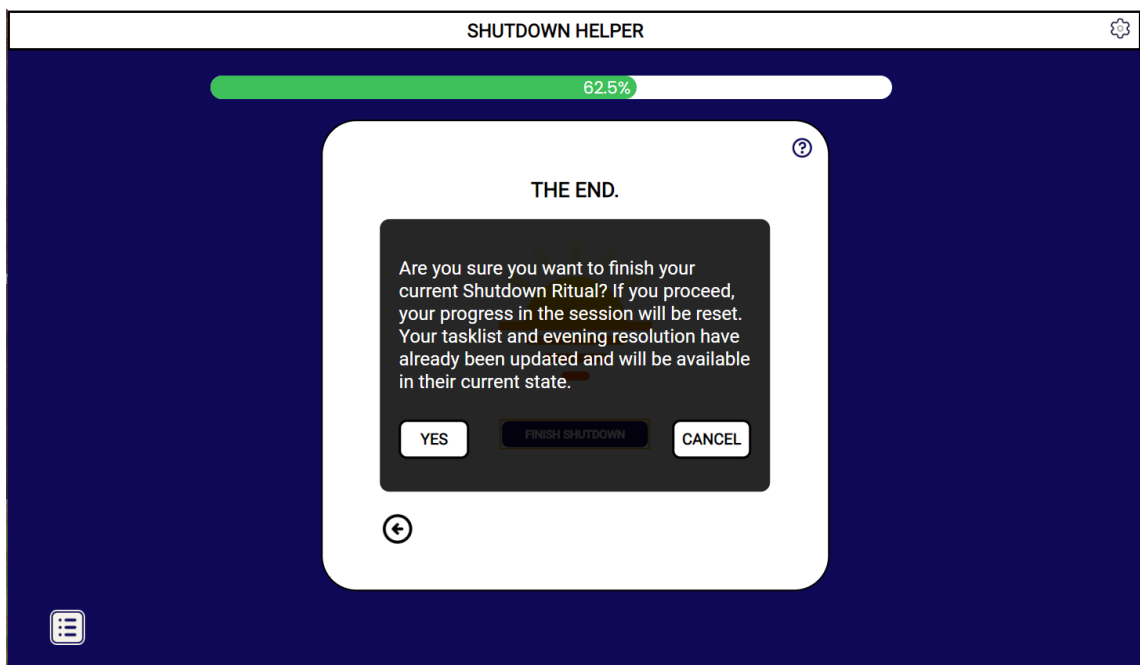 SHUTDOWN HELPER
62.5%
THE END.
Are you sure you want to finish your
current Shutdown Ritual? If you proceed,
your progress in the session will be reset.
Your tasklist and evening resolution have
already been updated and will be available
in their current state.
YES
FINISH SHUTDOWN
CANCEL